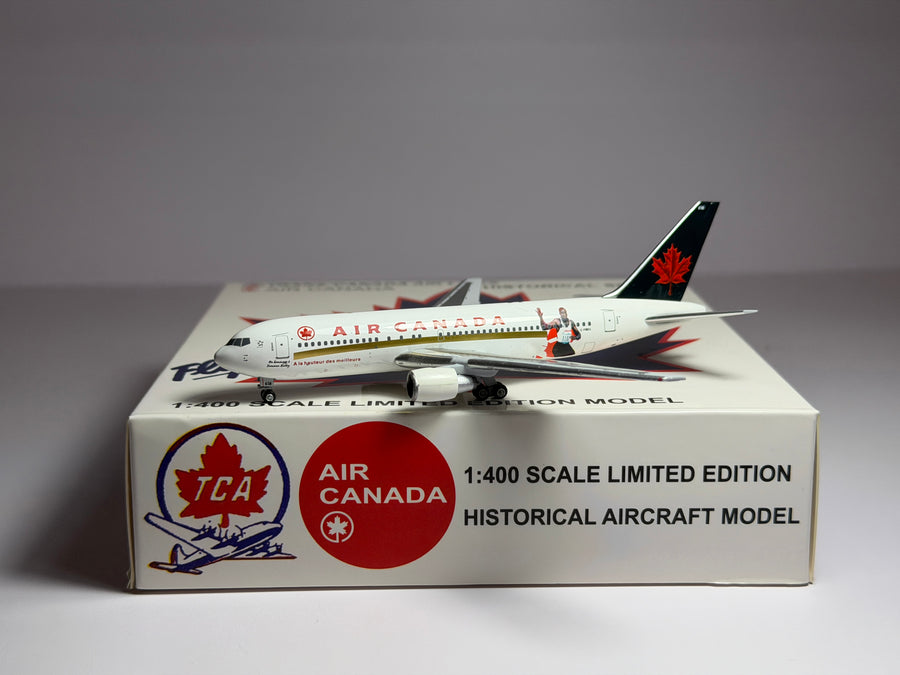 AIR CANADA
A la hauteur des meilleurs
1:400 SCALE LIMITED EDITION MODEL
TCA
AIR
CANADA
1:400 SCALE LIMITED EDITION
HISTORICAL AIRCRAFT MODEL